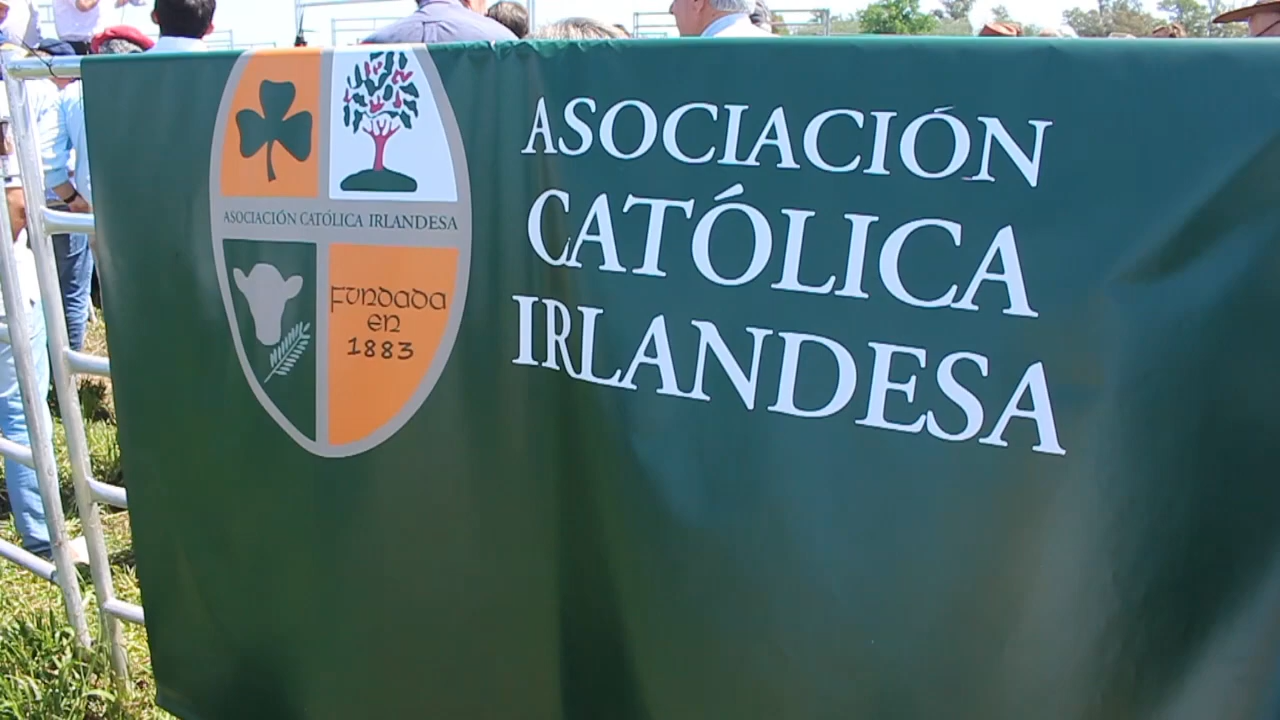 ASOCIACIÓN CATÓLICA IRLANDESA
FUNDADA
EN
1883
ASOCIACIÓN
CATÓLICA
IRLANDESA